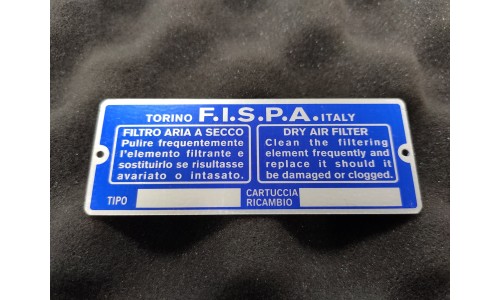 TORINO F.I.S.P.A. ITALY
FILTRO ARIA A SECCO
Pulire frequentemente
l'elemento filtrante e
sostituirlo se risultasse
avariato o intasato.
DRY AIR FILTER
Clean the filtering
element frequently and
replace it should it
be damaged or clogged.
TIPO
CARTUCCIA
RICAMBIO